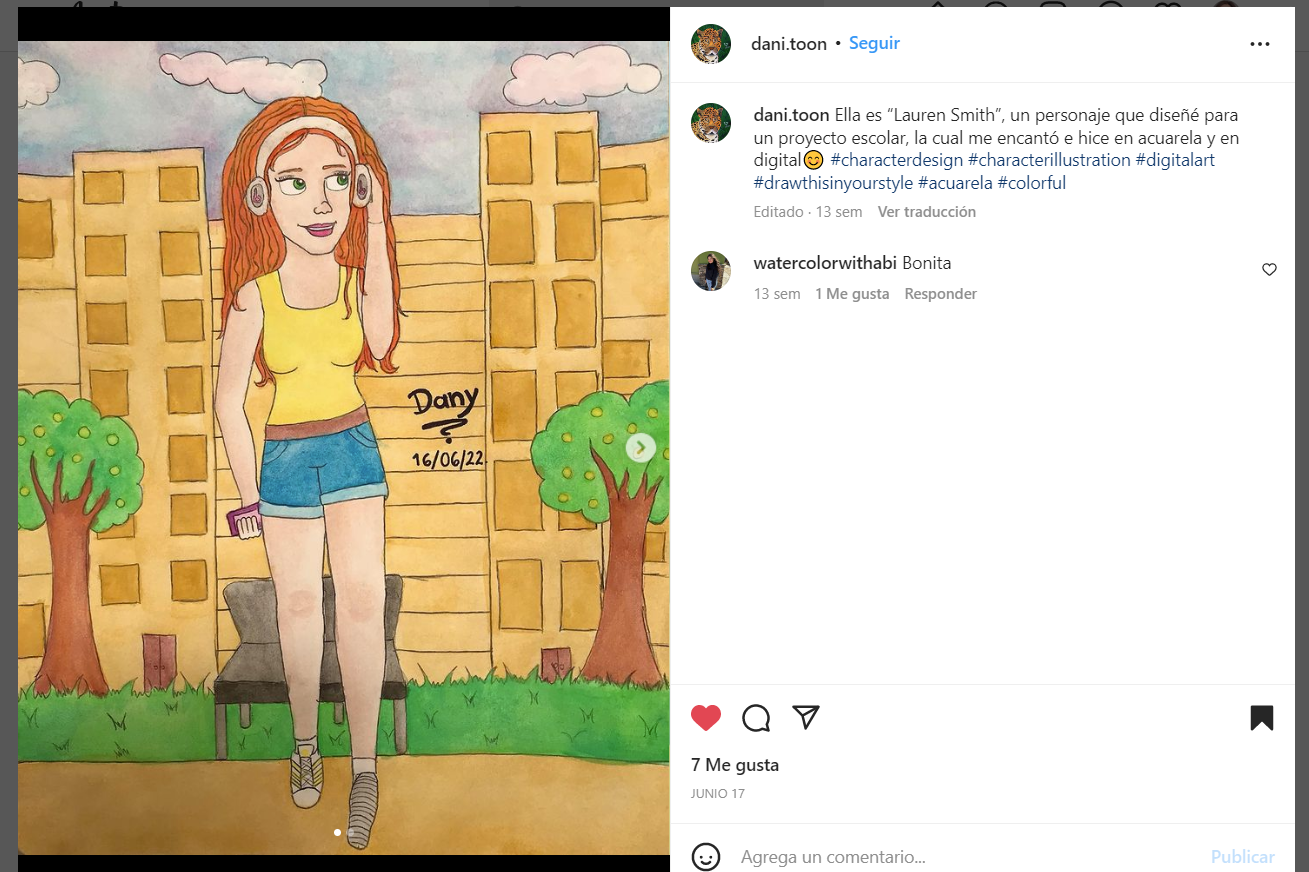 dani.toon • Seguir
dani.toon Ella es “Lauren Smith”, un personaje que diseñé para
un proyecto escolar, la cual me encantó e hice en acuarela y en
digital😊 #characterdesign #characterillustration #digitalart
#drawthisinyourstyle #acuarela #colorful
Editado · 13 sem Ver traducción
watercolorwithabi Bonita
13 sem 1 Me gusta Responder
Dany
16/06/22
7 Me gusta
JUNIO 17
Agrega un comentario... Publicar